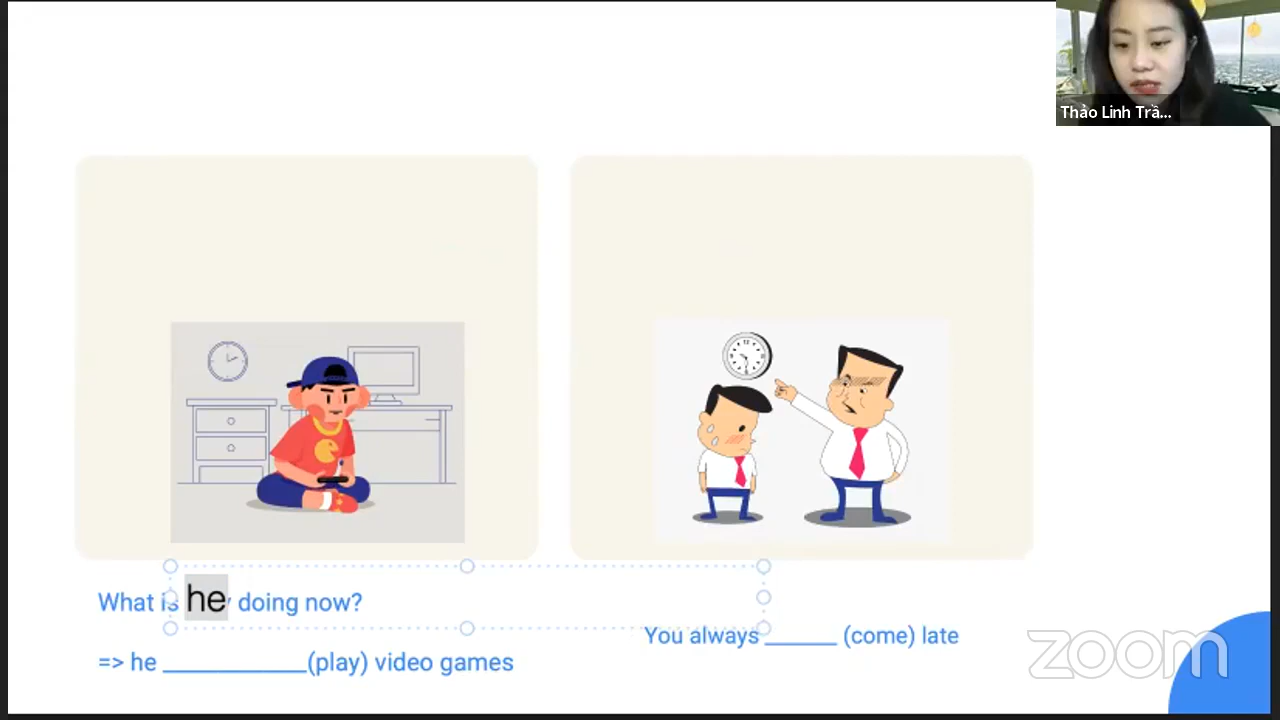 Thảo Linh Trầ...
What is he doing now?
You always ______ (come) late
=> he ____________(play) video games
zoom